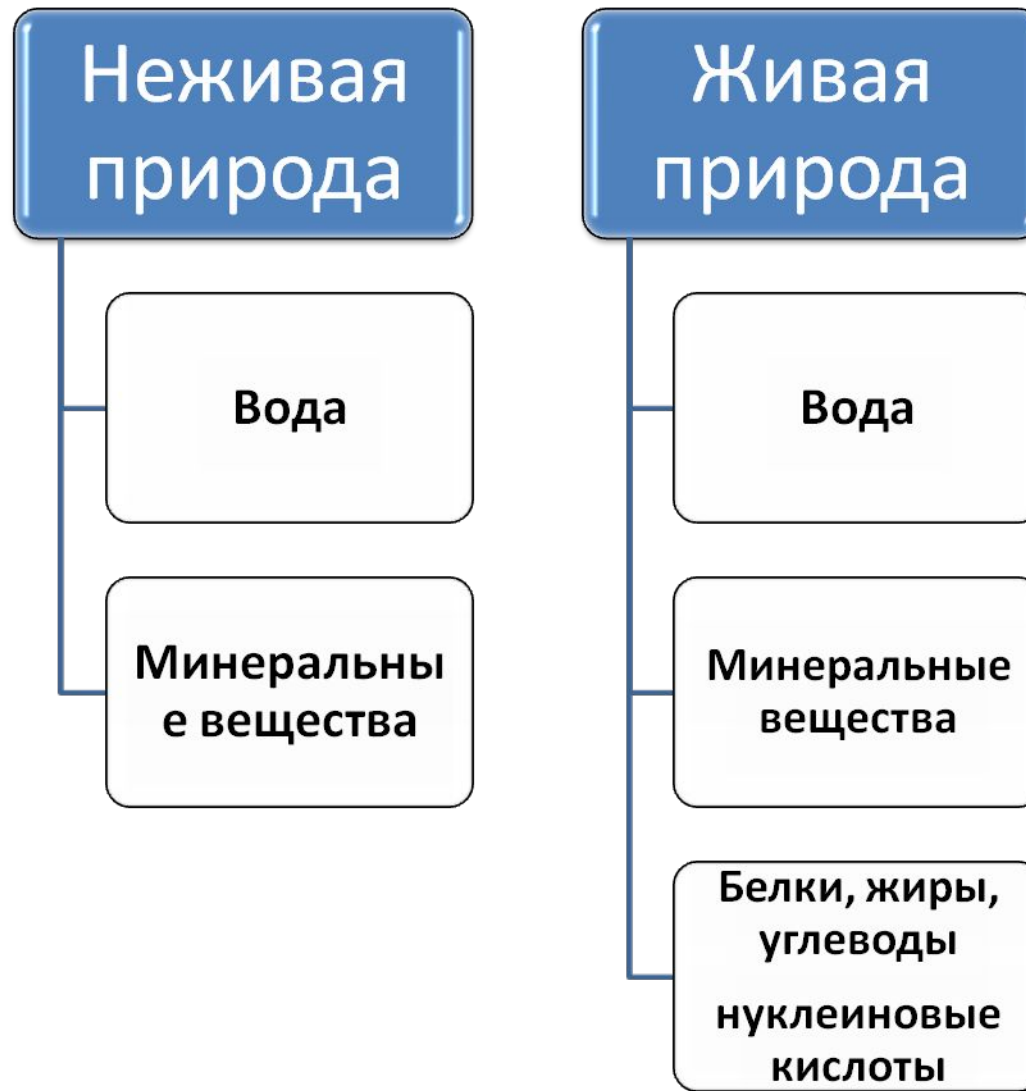 Неживая
природа
Вода
Минеральны
е вещества
Живая
природа
Вода
Минеральные
вещества
Белки, жиры,
углеводы
нуклеиновые
кислоты